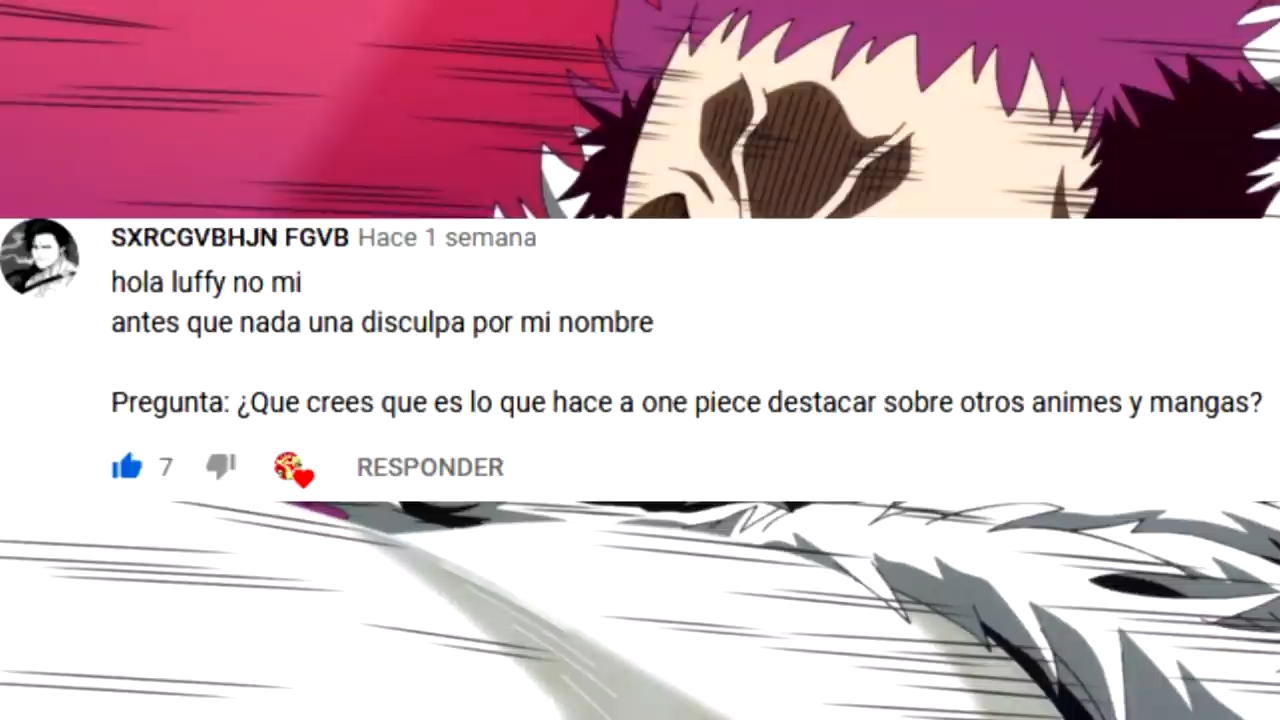 SXRCGVBHJN FGVB Hace 1 semana
hola luffy no mi
antes que nada una disculpa por mi nombre
Pregunta: ¿Que crees que es lo que hace a one piece destacar sobre otros animes y mangas?
7 RESPONDER